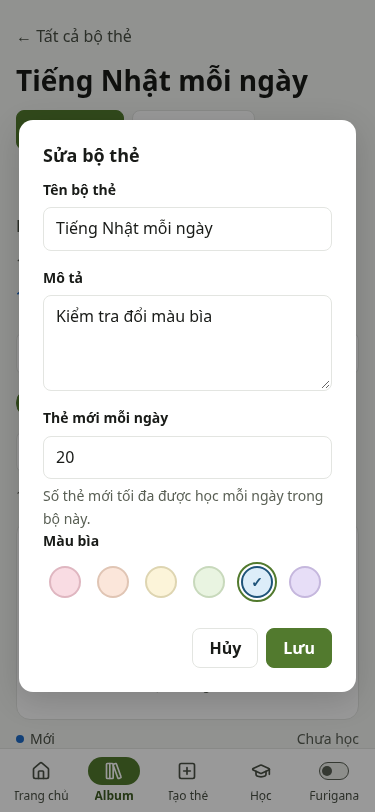 ← Tất cả bộ thẻ
Tiếng Nhật mỗi ngày
Sửa bộ thẻ
Tên bộ thẻ
Tiếng Nhật mỗi ngày
Mô tả
Kiểm tra đổi màu bìa
Thẻ mới mỗi ngày
20
Số thẻ mới tối đa được học mỗi ngày trong
bộ này.
Màu bìa
✓
Hủy Lưu
Mới Chưa học
Trang chủ Album Tạo thẻ Học Furigana